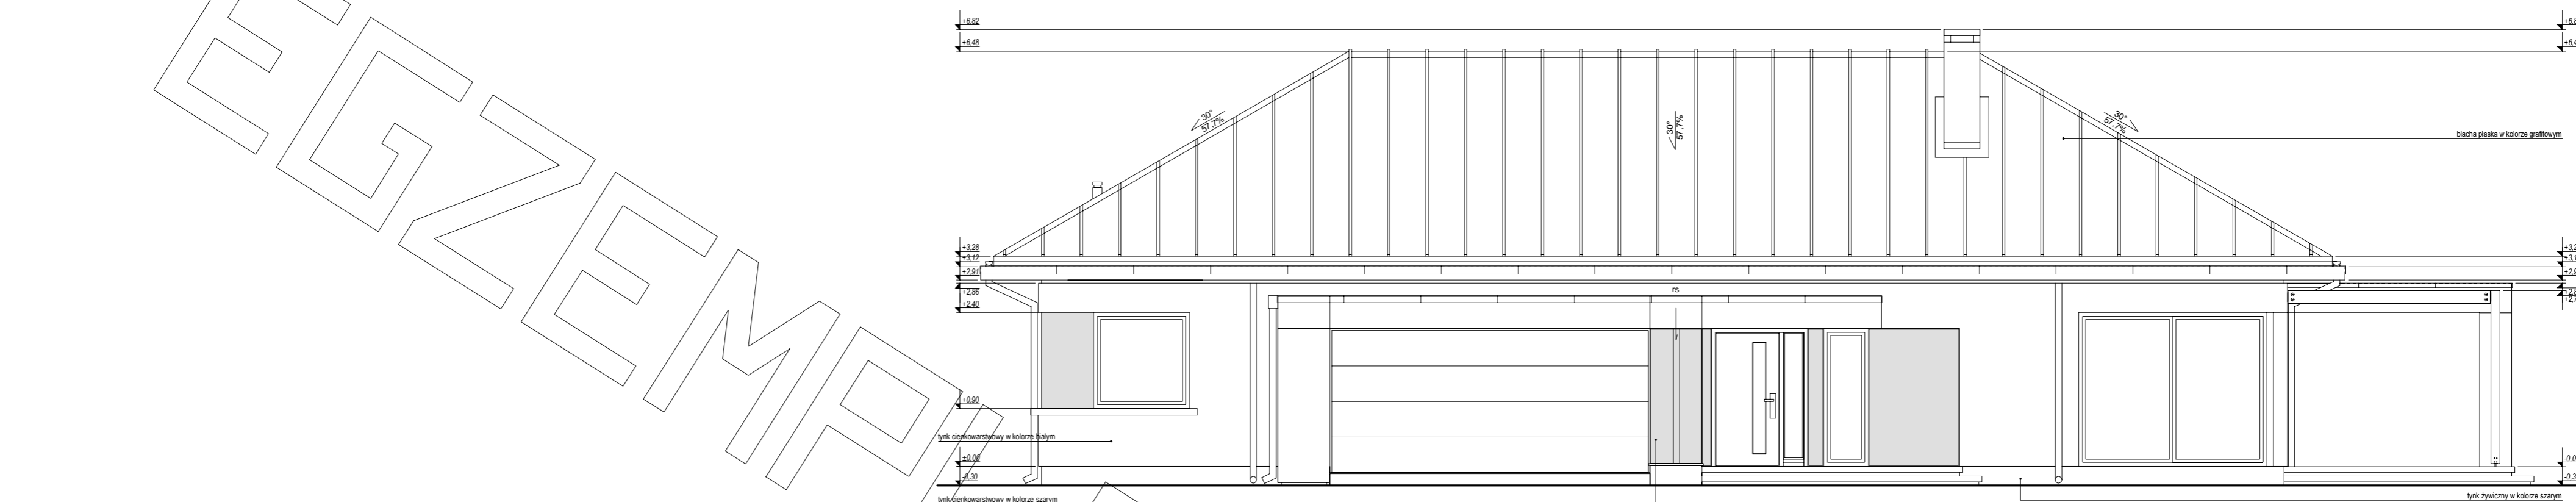 EGZEMP
+6.82
+6.48
30°
57,7%
30°
57,7%
30°
57,7%
blacha płaska w kolorze grafitowym
+3.28
+3.12
+2.91
+2.86
+2.40
rs
+0.90
tynk cienkowarstwowy w kolorze białym
±0.00
-0.30
tynk cienkowarstwowy w kolorze szarym
tynk żywiczny w kolorze szarym